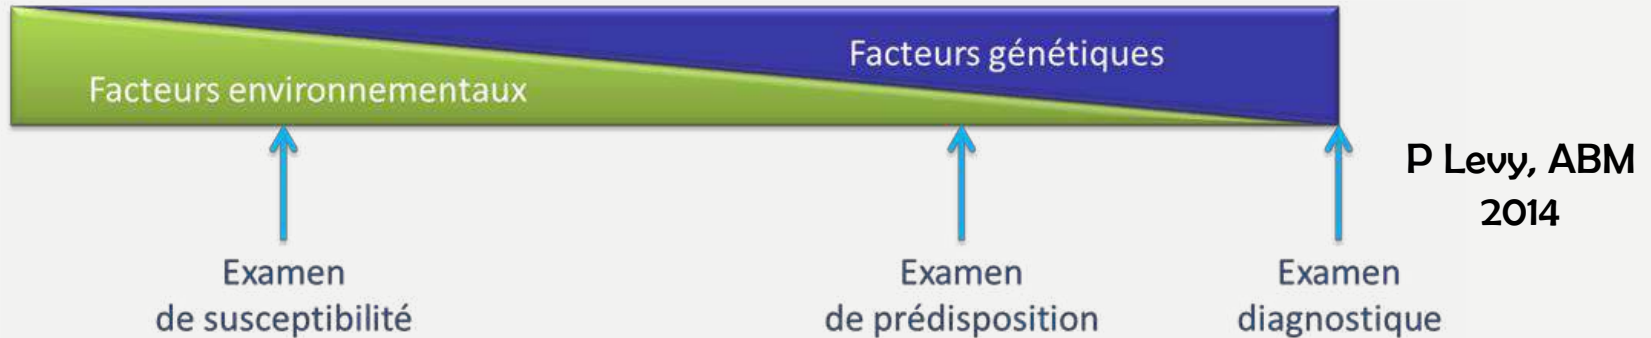 Facteurs génétiques
Facteurs environnementaux
P Levy, ABM
2014
Examen
de susceptibilité
Examen
de prédisposition
Examen
diagnostique